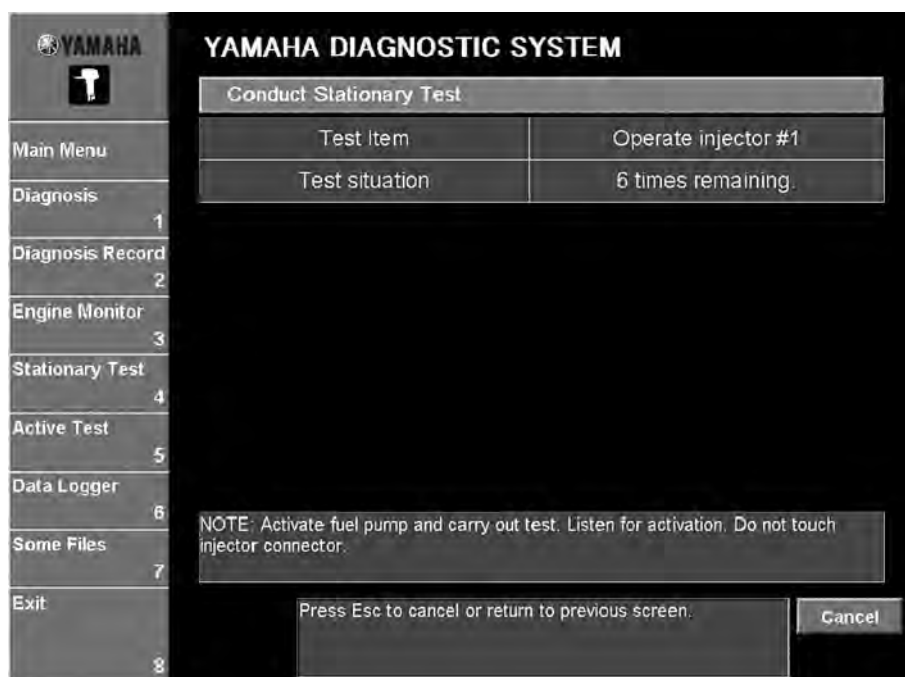 YAMAHA
YAMAHA DIAGNOSTIC SYSTEM
Conduct Stationary Test
Test Item
Operate injector #1
Test situation
6 times remaining.
Main Menu
Diagnosis
1
Diagnosis Record
2
Engine Monitor
3
Stationary Test
4
Active Test
5
Data Logger
6
Some Files
7
Exit
8
NOTE: Activate fuel pump and carry out test. Listen for activation. Do not touch
injector connector.
Press Esc to cancel or return to previous screen.
Cancel